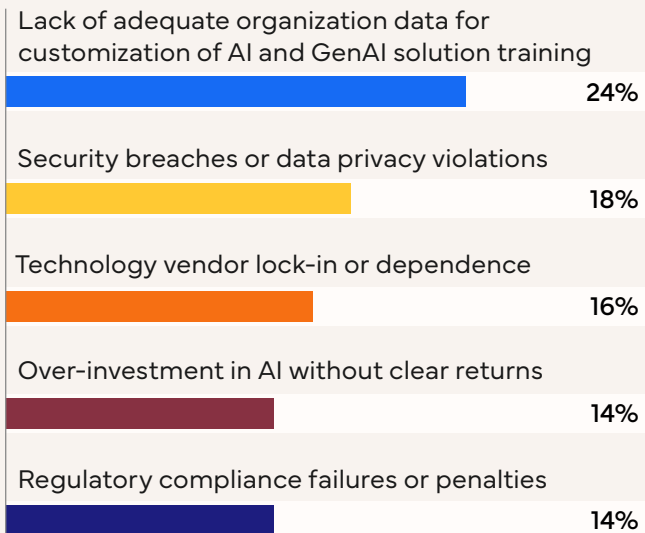 Lack of adequate organization data for
customization of AI and GenAI solution training
24%
Security breaches or data privacy violations
18%
Technology vendor lock-in or dependence
16%
Over-investment in AI without clear returns
14%
Regulatory compliance failures or penalties
14%